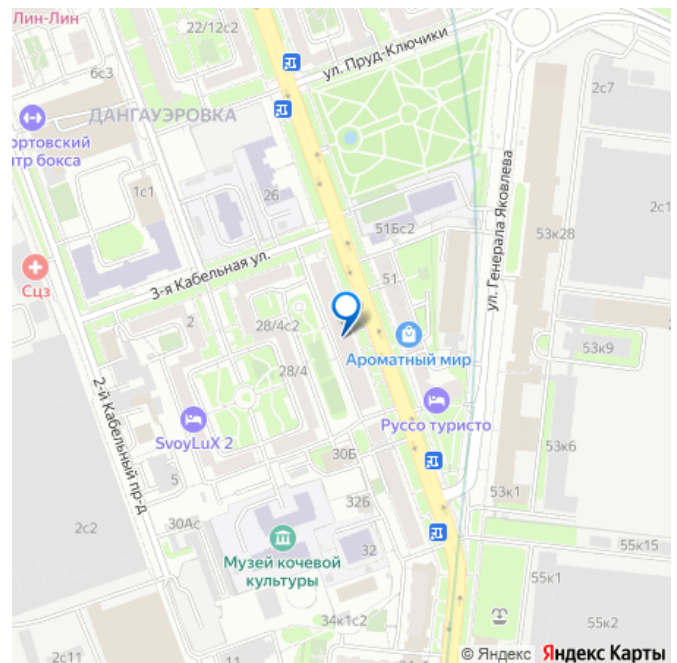 Лин-Лин
22/12с2
ул. Пруд-Ключики
6с3
2с7
ДАНГАУЭРОВКА
ортовский
нтр бокса
1с1
26
ул. Генерала Яковлева
2с1
51Бс2
53к28
3-я Кабельная ул.
Сцз
51
2
28/4с2
Ароматный мир
53к9
28/4
2-й Кабельный пр-д
Руссо туристо
SvoyLuX 2
30Б
53к6
5
53к1
32Б
30Ас
2с2
Музей кочевой
культуры
32
55к15
55к1
34к1с2
55к2
2с11
11
© Яндекс Яндекс Карты